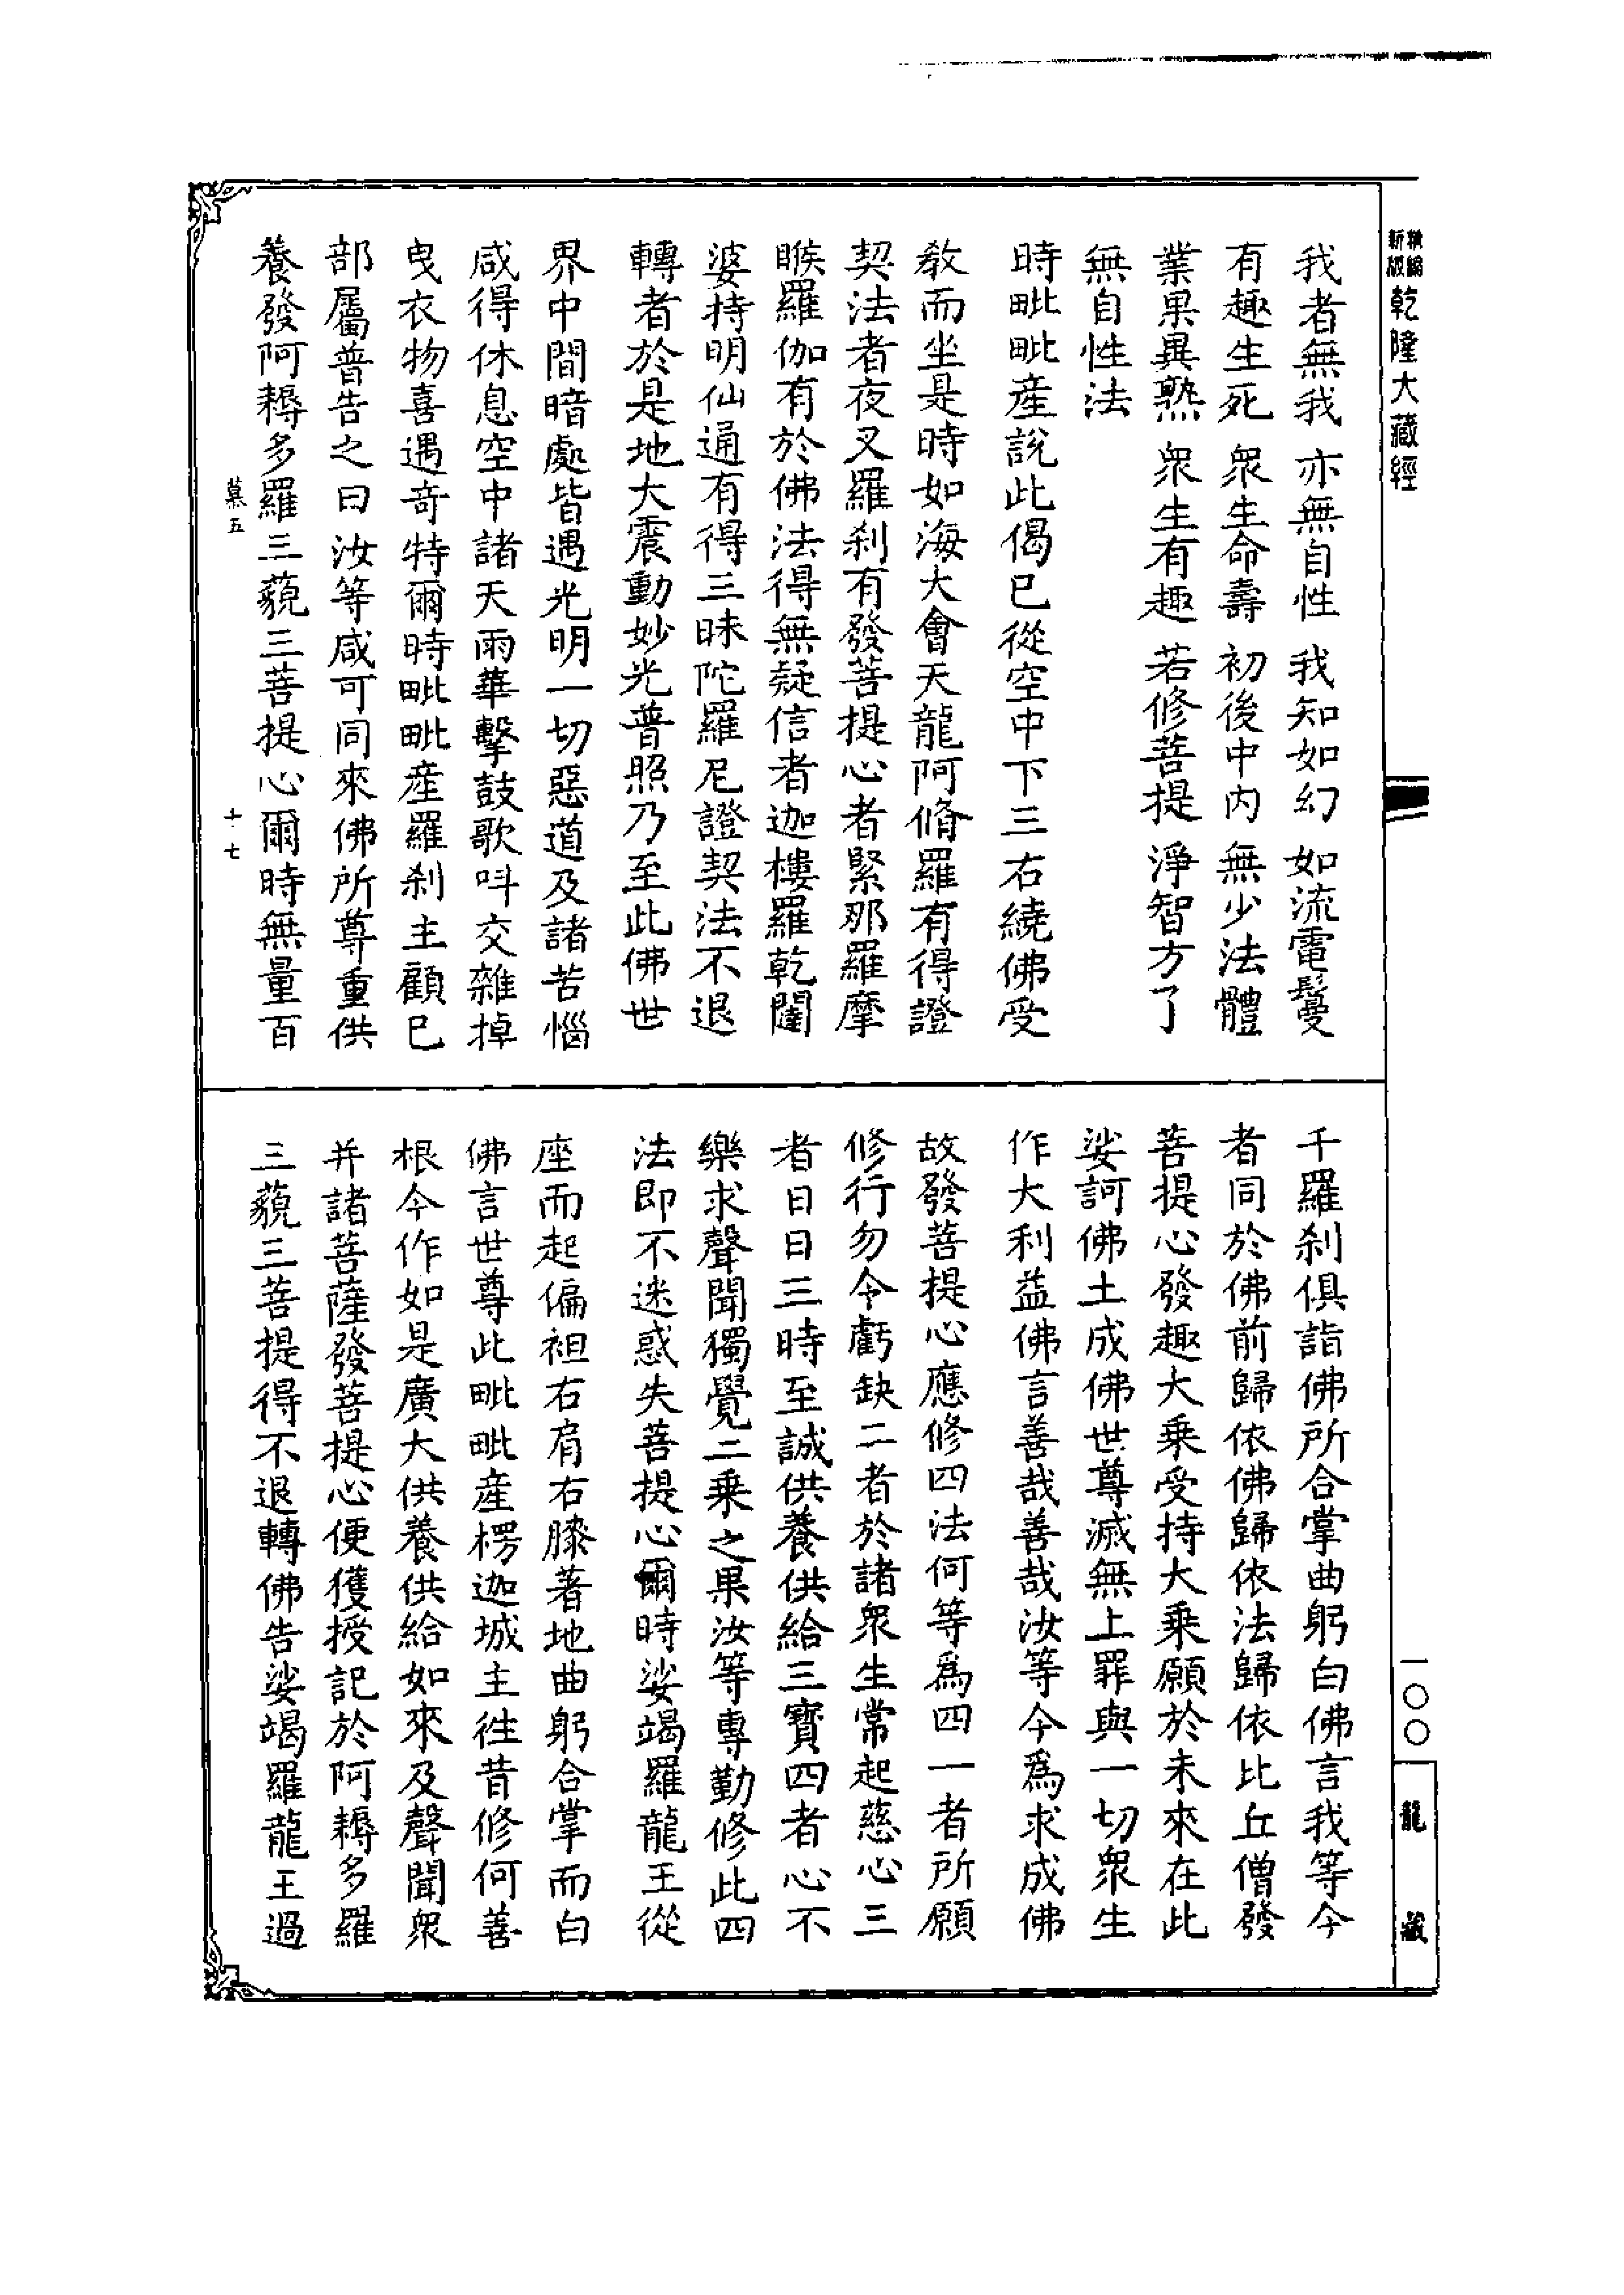 精編
新版
乾隆大藏經
我者無我 亦無自性 我知如幻 如流電鬘
有趣生死 衆生命壽 初後中內 無少法體
業果異熟 衆生有趣 若修菩提 淨智方了
無自性法
時毗毗產說此偈已從空中下三右繞佛受
教而坐是時如海大會天龍阿脩羅有得證
契法者夜叉羅刹有發菩提心者緊那羅摩
睺羅伽有於佛法得無疑信者迦樓羅乾闥
婆持明仙通有得三昧陀羅尼證契法不退
轉者於是地大震動妙光普照乃至此佛世
界中間暗處皆遇光明一切惡道及諸苦惱
咸得休息空中諸天雨華擊鼓歌呌交雜掉
曳衣物喜遇奇特爾時毗毗產羅刹主顧已
部屬普告之曰汝等咸可同來佛所尊重供
養發阿耨多羅三藐三菩提心爾時無量百
慕五
十七
千羅刹俱詣佛所合掌曲躬白佛言我等今
者同於佛前歸依佛歸依法歸依比丘僧發
菩提心發趣大乘受持大乘願於未來在此
娑訶佛土成佛世尊滅無上罪與一切衆生
作大利益佛言善哉善哉汝等今爲求成佛
故發菩提心應修四法何等爲四一者所願
修行勿令虧缺二者於諸衆生常起慈心三
者日日三時至誠供養供給三寶四者心不
樂求聲聞獨覺二乘之果汝等專勤修此四
法即不迷惑失菩提心爾時娑竭羅龍王從
座而起偏袒右肩右膝著地曲躬合掌而白
佛言世尊此毗毗產楞迦城主徃昔修何善
根今作如是廣大供養供給如來及聲聞衆
并諸菩薩發菩提心便獲授記於阿耨多羅
三藐三菩提得不退轉佛告娑竭羅龍王過
一〇〇
龍藏